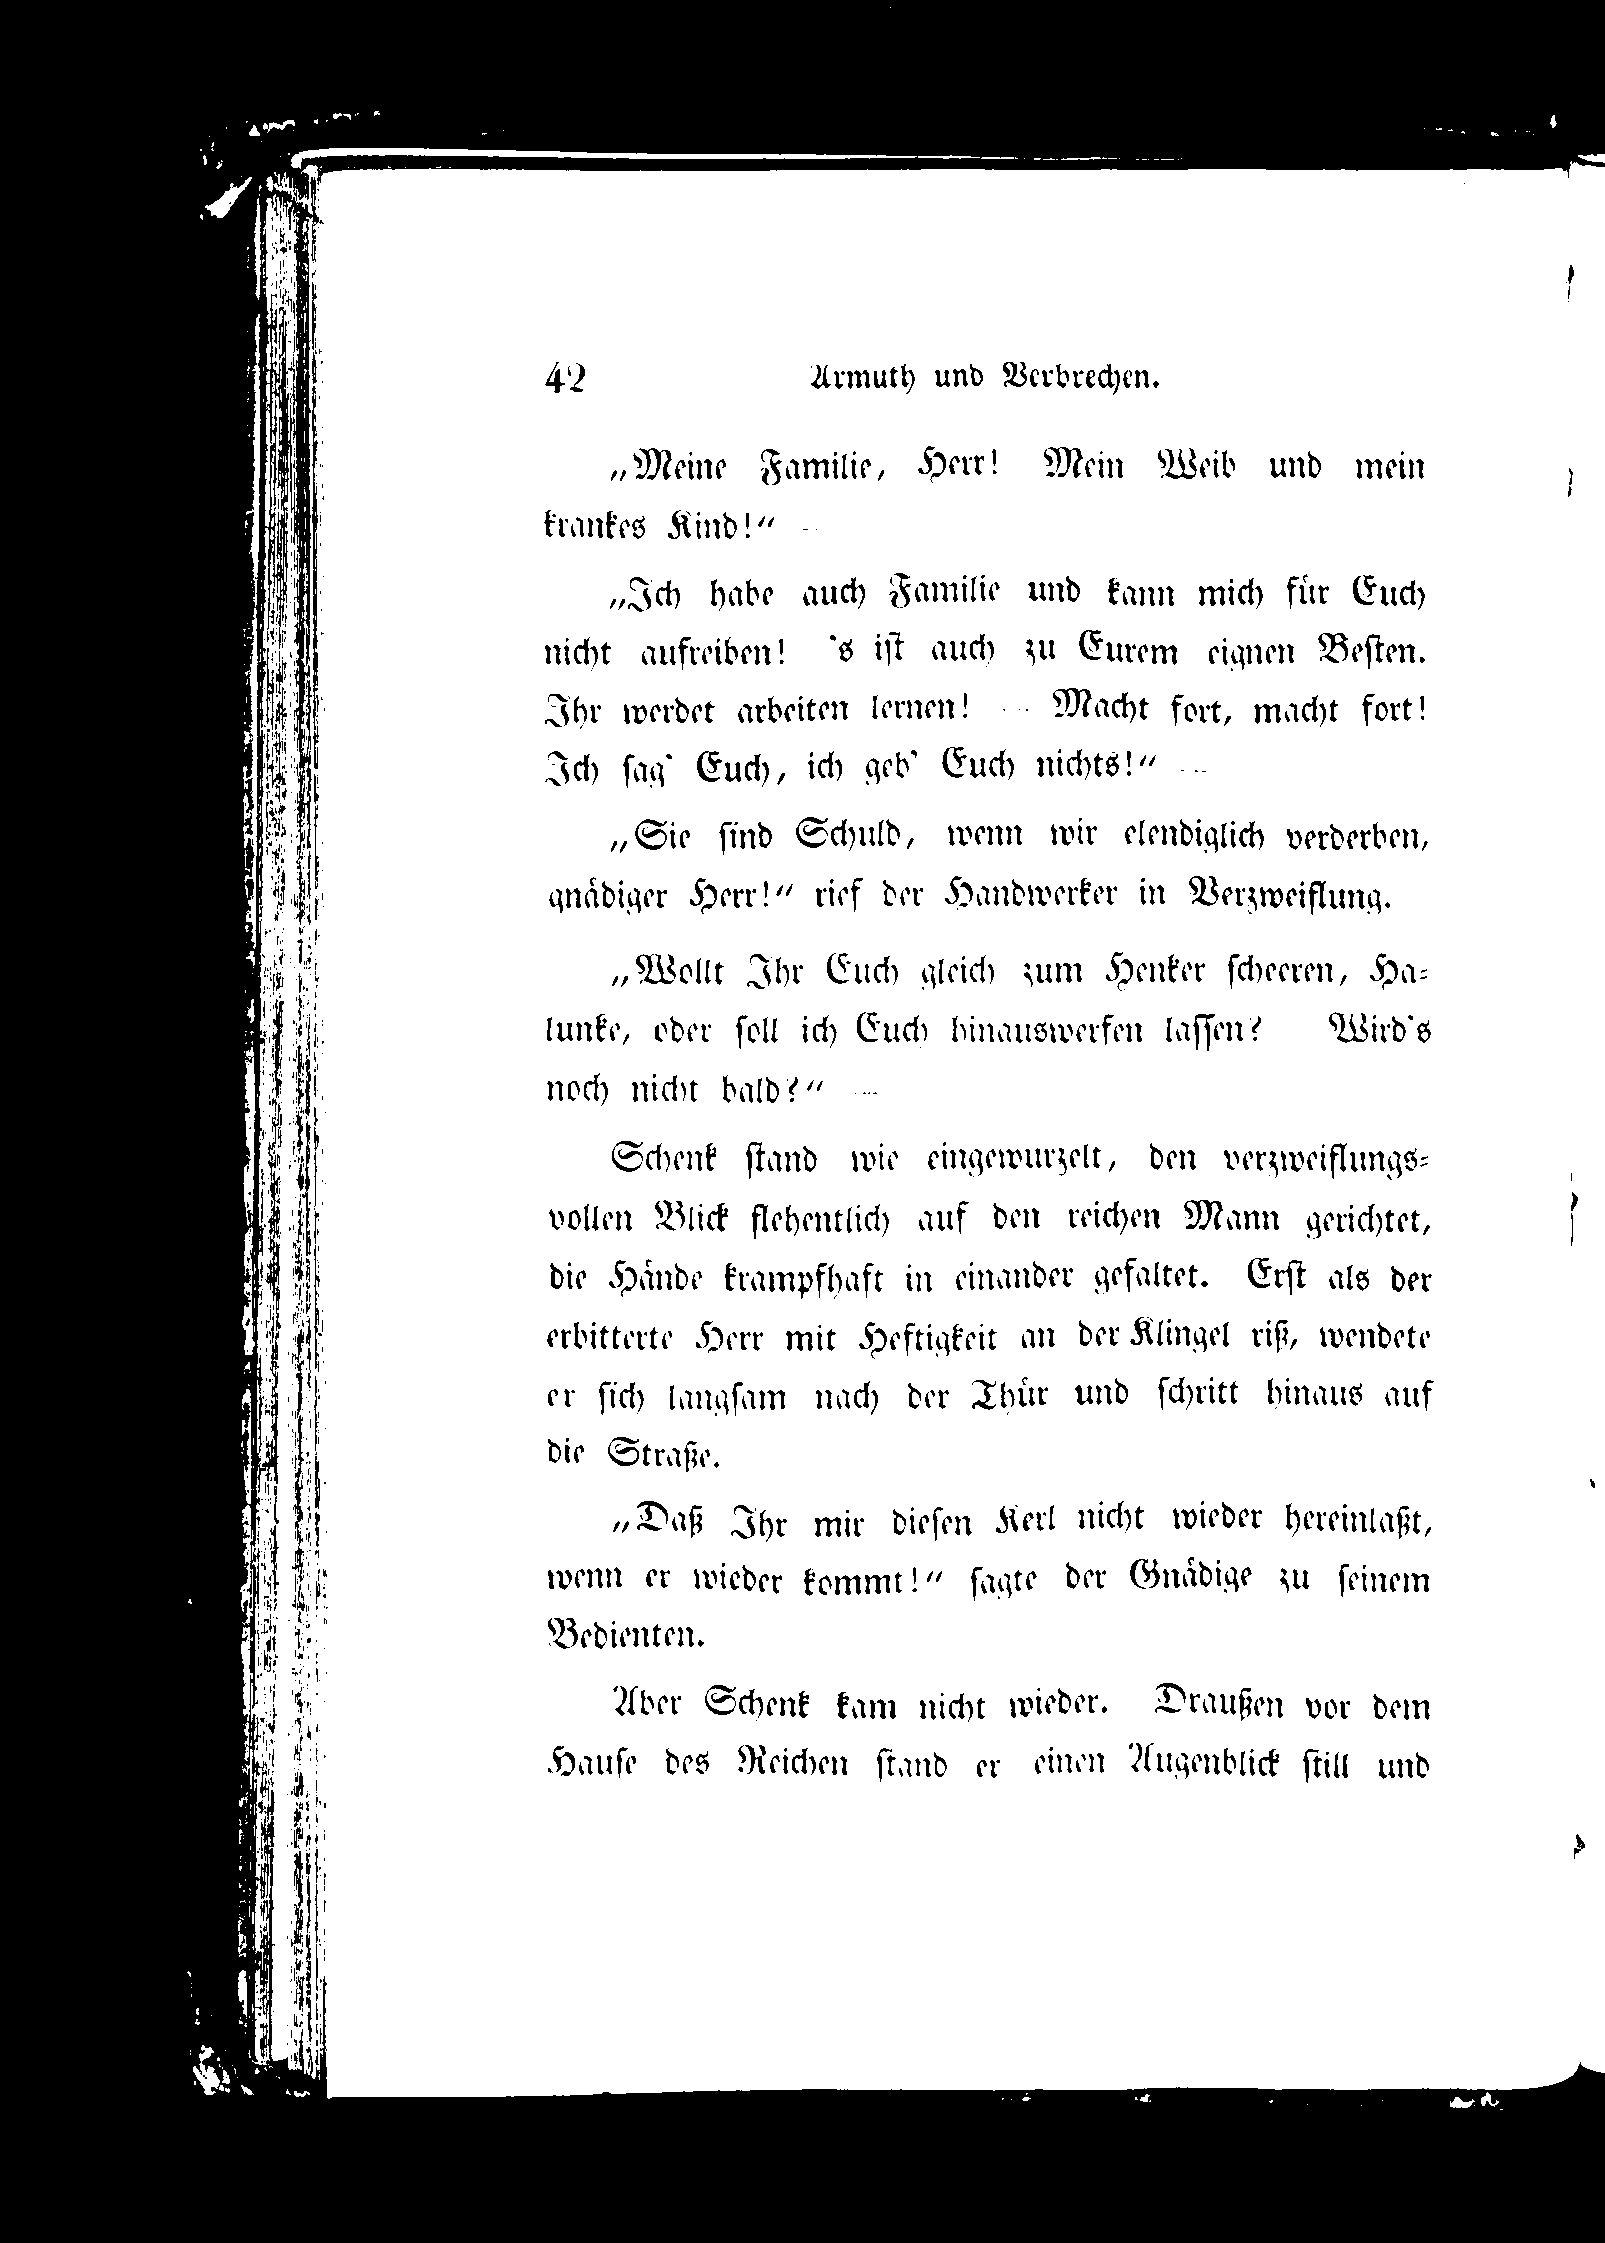 42 Armuth und Verbrechen.
„Meine Familie, Herr! Mein Weib und mein
krankes Kind!“ —
„Ich habe auch Familie und kann mich für Euch
nicht aufreiben! 's ist auch zu Eurem eignen Besten.
Ihr werdet arbeiten lernen! — Macht fort, macht fort!
Ich sag' Euch, ich geb' Euch nichts!“ —
„Sie sind Schuld, wenn wir elendiglich verderben,
gnädiger Herr!“ rief der Handwerker in Verzweiflung.
„Wollt Ihr Euch gleich zum Henker scheeren, Ha-
lunke, oder soll ich Euch hinauswerfen lassen? Wird's
noch nicht bald?“ —
Schenk stand wie eingewurzelt, den verzweiflungs-
vollen Blick flehentlich auf den reichen Mann gerichtet,
die Hände krampfhaft in einander gefaltet. Erst als der
erbitterte Herr mit Heftigkeit an der Klingel riß, wendete
er sich langsam nach der Thür und schritt hinaus auf
die Straße.
„Daß Ihr mir diesen Kerl nicht wieder hereinlaßt,
wenn er wieder kommt!“ sagte der Gnädige zu seinem
Bedienten.
Aber Schenk kam nicht wieder. Draußen vor dem
Hause des Reichen stand er einen Augenblick still und